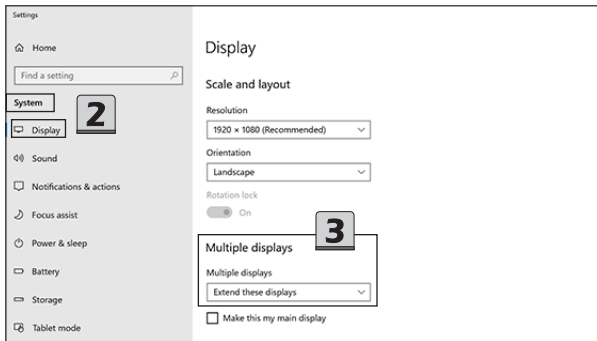 Settings
Home
Find a setting
System
2
Display
Sound
Notifications & actions
Focus assist
Power & sleep
Battery
Storage
Tablet mode
Display
Scale and layout
Resolution
1920 × 1080 (Recommended)
Orientation
Landscape
Rotation lock
On
3
Multiple displays
Multiple displays
Extend these displays
Make this my main display